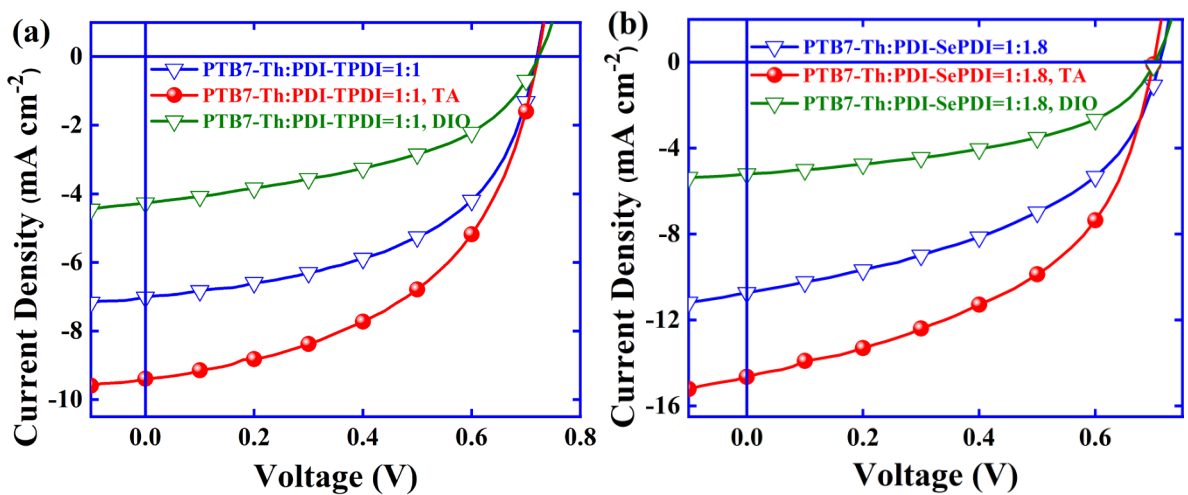 (a)
0
-2
-4
-6
-8
-10
Current Density (mA cm-2)
PTB7-Th:PDI-TPDI=1:1
PTB7-Th:PDI-TPDI=1:1, TA
PTB7-Th:PDI-TPDI=1:1, DIO
0.0 0.2 0.4 0.6 0.8
Voltage (V)
(b)
0
-4
-8
-12
-16
Current Density (mA cm-2)
PTB7-Th:PDI-SePDI=1:1.8
PTB7-Th:PDI-SePDI=1:1.8, TA
PTB7-Th:PDI-SePDI=1:1.8, DIO
0.0 0.2 0.4 0.6
Voltage (V)